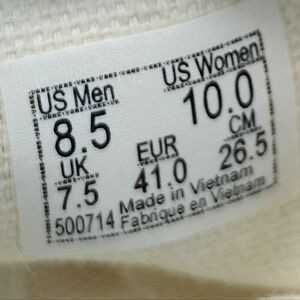 US Men US Women
8.5 10.0
UK EUR CM
7.5 41.0 26.5
Made in Vietnam
500714 Fabrique en Vietnam